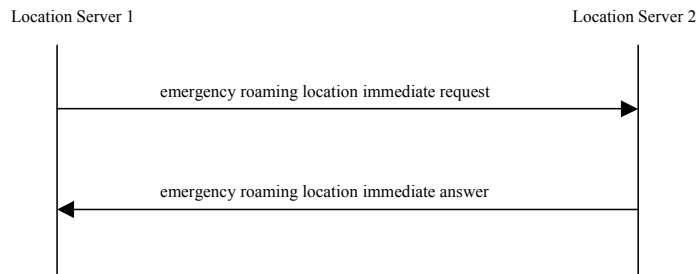 Location Server 1
Location Server 2
emergency roaming location immediate request
emergency roaming location immediate answer